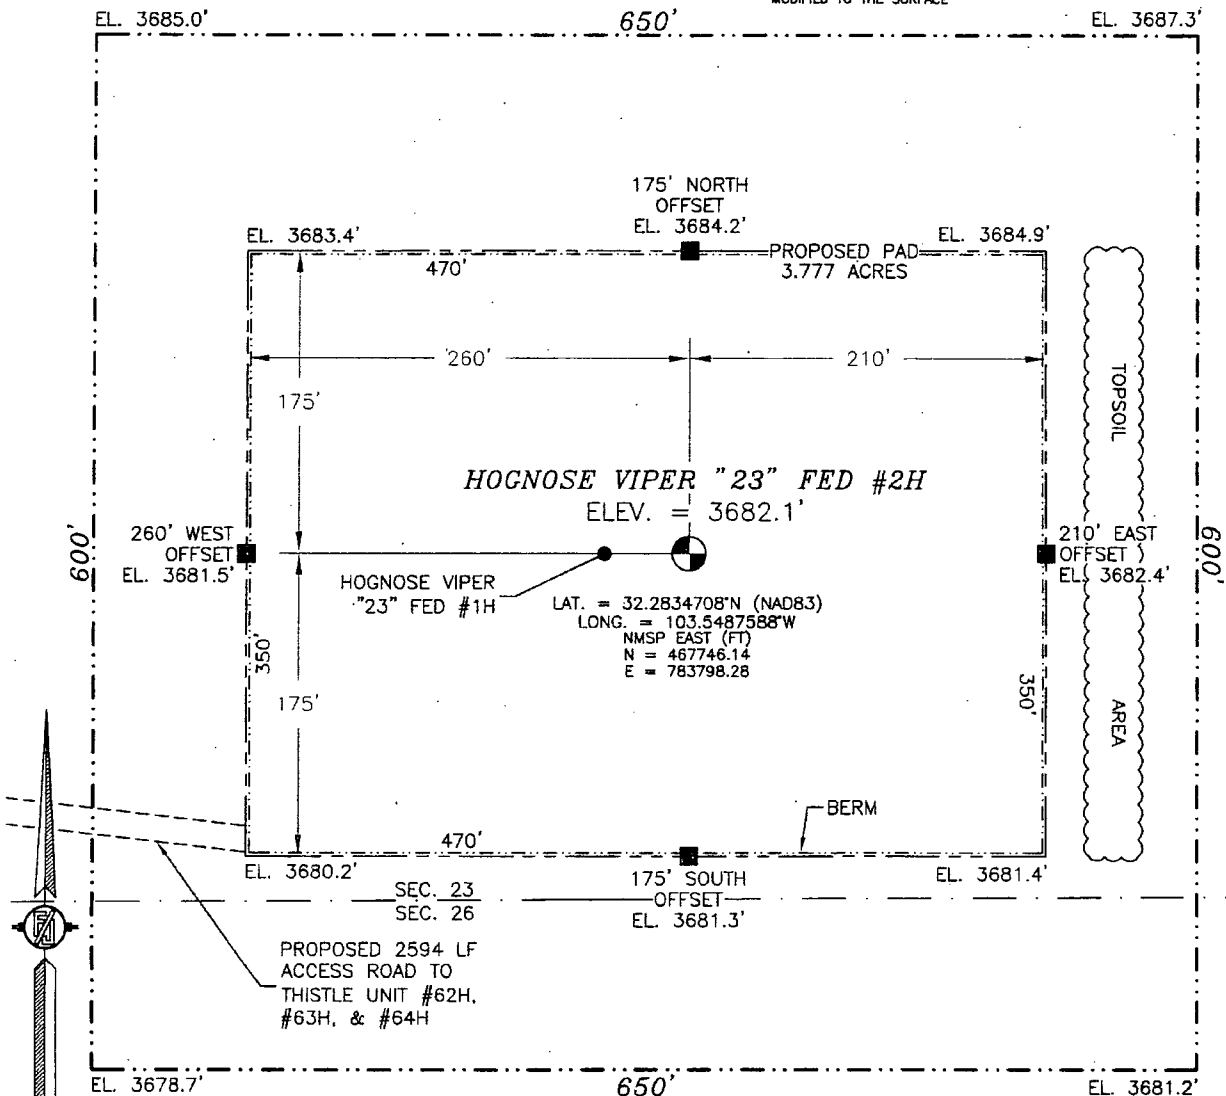 MODIFIED TO THE SURFACE
EL. 3685.0'
650'
EL. 3687.3'
175' NORTH
OFFSET
EL. 3684.2'
EL. 3683.4'
EL. 3684.9'
470'
PROPOSED PAD
3.777 ACRES
260'
210'
175'
TOPSOIL
HOGNOSE VIPER "23" FED #2H
ELEV. = 3682.1'
600'
260' WEST
OFFSET
EL. 3681.5'
210' EAST
OFFSET
EL. 3682.4'
600'
HOGNOSE VIPER
"23" FED #1H
LAT. = 32.2834708°N (NAD83)
LONG. = 103.5487588°W
NMSP EAST (FT)
N = 467746.14
E = 783798.28
350'
350'
175'
AREA
BERM
470'
EL. 3680.2'
EL. 3681.4'
175' SOUTH
OFFSET
EL. 3681.3'
SEC. 23
SEC. 26
PROPOSED 2594 LF
ACCESS ROAD TO
THISTLE UNIT #62H,
#63H, & #64H
EL. 3678.7'
650'
EL. 3681.2'